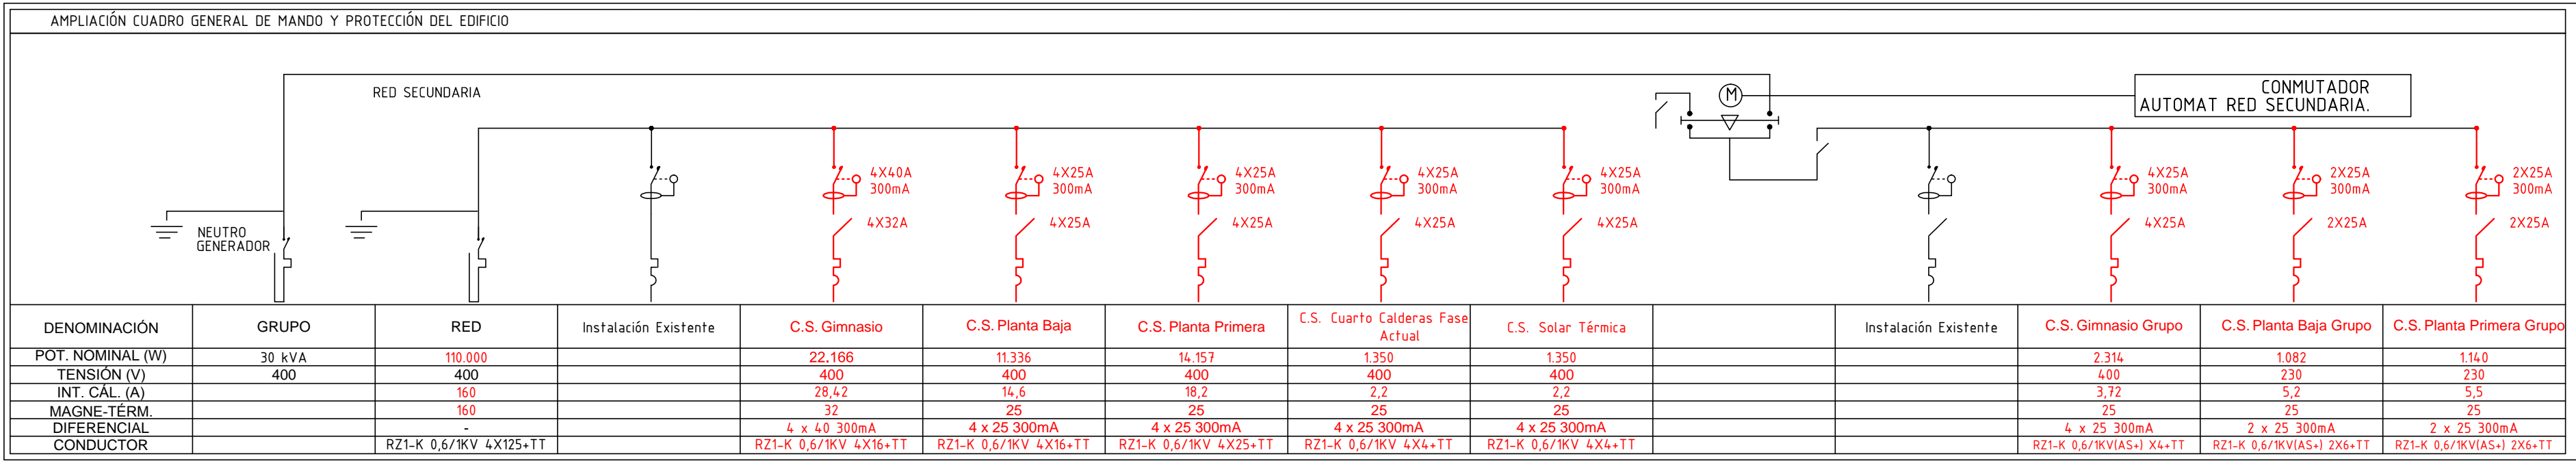 AMPLIACIÓN CUADRO GENERAL DE MANDO Y PROTECCIÓN DEL EDIFICIO
RED SECUNDARIA
CONMUTADOR
AUTOMAT RED SECUNDARIA.
M
NEUTRO
GENERADOR
4X40A
300mA
4X32A
4X25A
300mA
4X25A
4X25A
300mA
4X25A
4X25A
300mA
4X25A
4X25A
300mA
4X25A
4X25A
300mA
4X25A
2X25A
300mA
2X25A
2X25A
300mA
2X25A
DENOMINACIÓN GRUPO RED Instalación Existente C.S. Gimnasio C.S. Planta Baja C.S. Planta Primera C.S. Cuarto Calderas Fase Actual C.S. Solar Térmica Instalación Existente C.S. Gimnasio Grupo C.S. Planta Baja Grupo C.S. Planta Primera Grupo
POT. NOMINAL (W) 30 kVA 110.000 22.166 11.336 14.157 1.350 1.350 2.314 1.082 1.140
TENSIÓN (V) 400 400 400 400 400 400 400 400 230 230
INT. CÁL. (A) 160 28,42 14,6 18,2 2,2 2,2 3,72 5,2 5,5
MAGNE-TÉRM. 160 32 25 25 25 25 25 25 25
DIFERENCIAL - 4 x 40 300mA 4 x 25 300mA 4 x 25 300mA 4 x 25 300mA 4 x 25 300mA 4 x 25 300mA 2 x 25 300mA 2 x 25 300mA
CONDUCTOR RZ1-K 0,6/1KV 4X125+TT RZ1-K 0,6/1KV 4X16+TT RZ1-K 0,6/1KV 4X16+TT RZ1-K 0,6/1KV 4X25+TT RZ1-K 0,6/1KV 4X4+TT RZ1-K 0,6/1KV 4X4+TT RZ1-K 0,6/1KV(AS+) X4+TT RZ1-K 0,6/1KV(AS+) 2X6+TT RZ1-K 0,6/1KV(AS+) 2X6+TT